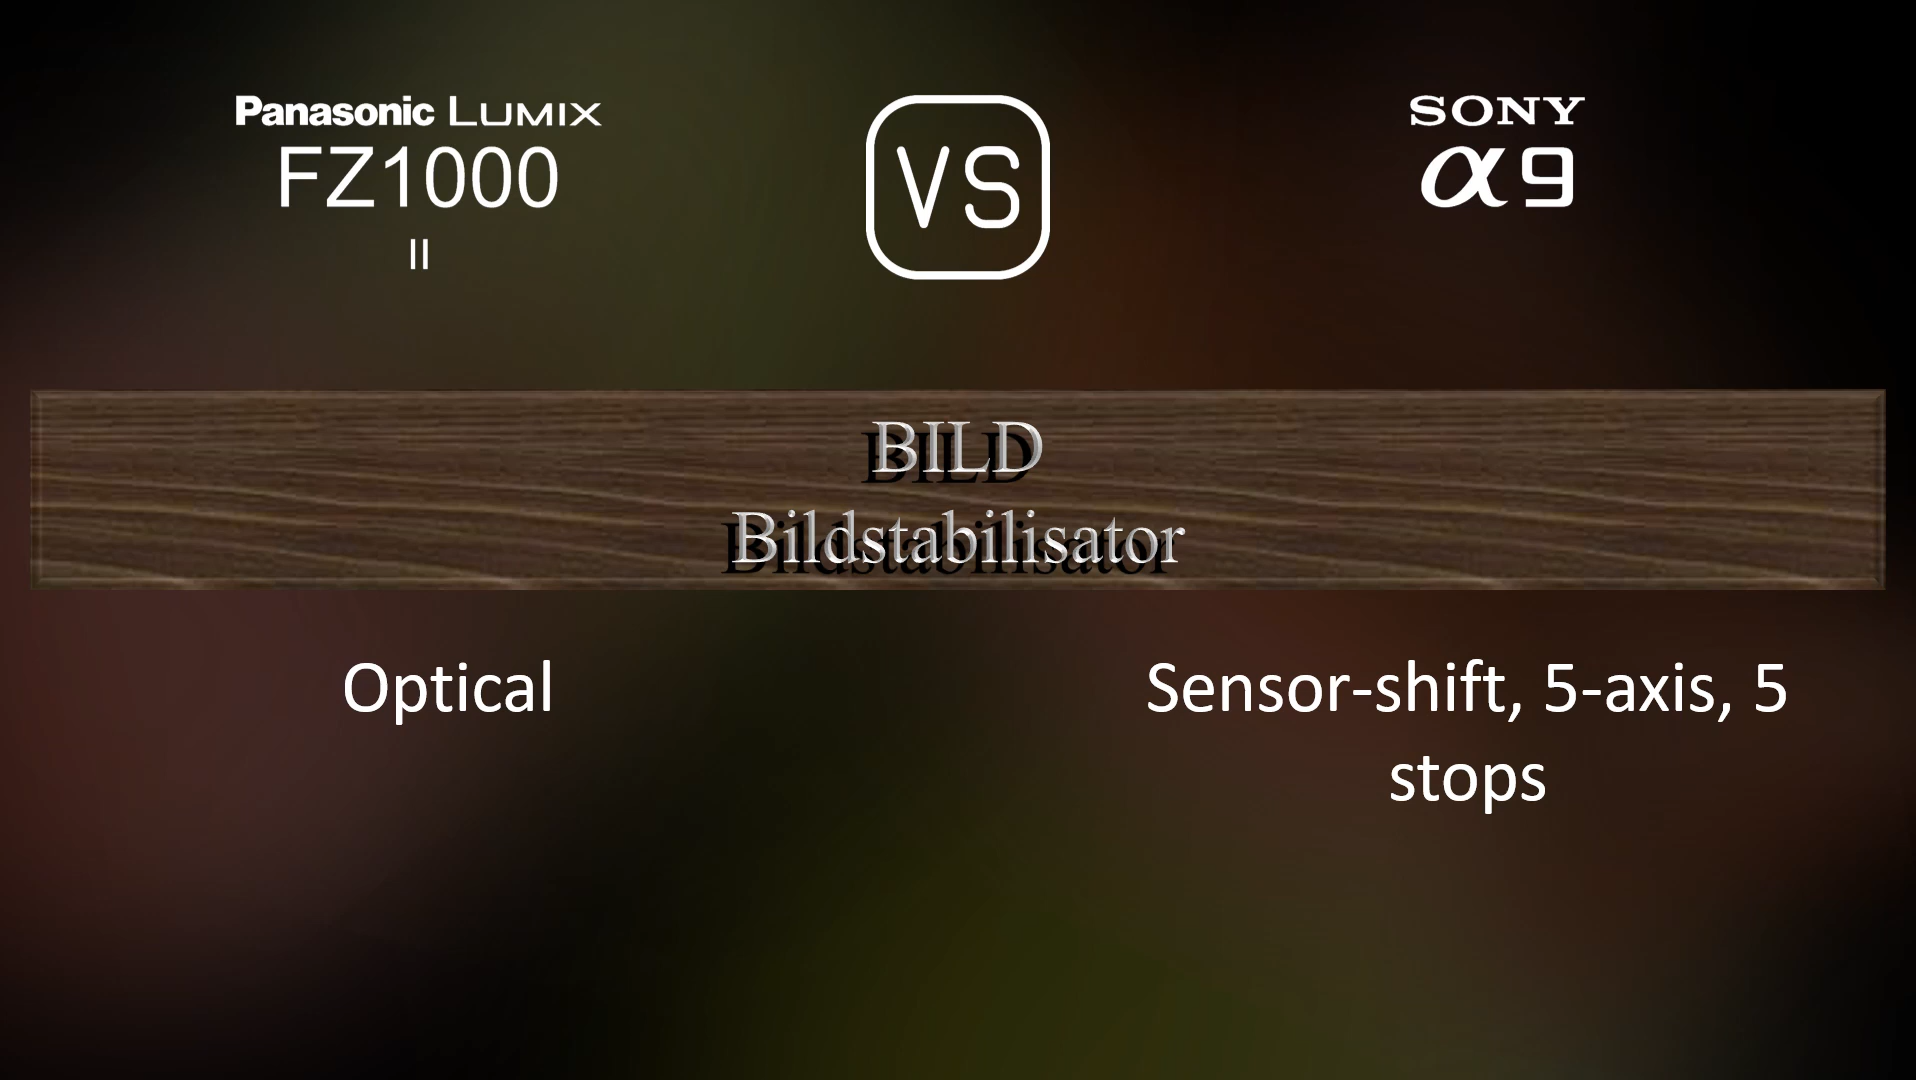 Panasonic LUMIX
FZ1000
II
VS
SONY
α9
BILD
Bildstabilisator
Optical
Sensor-shift, 5-axis, 5
stops